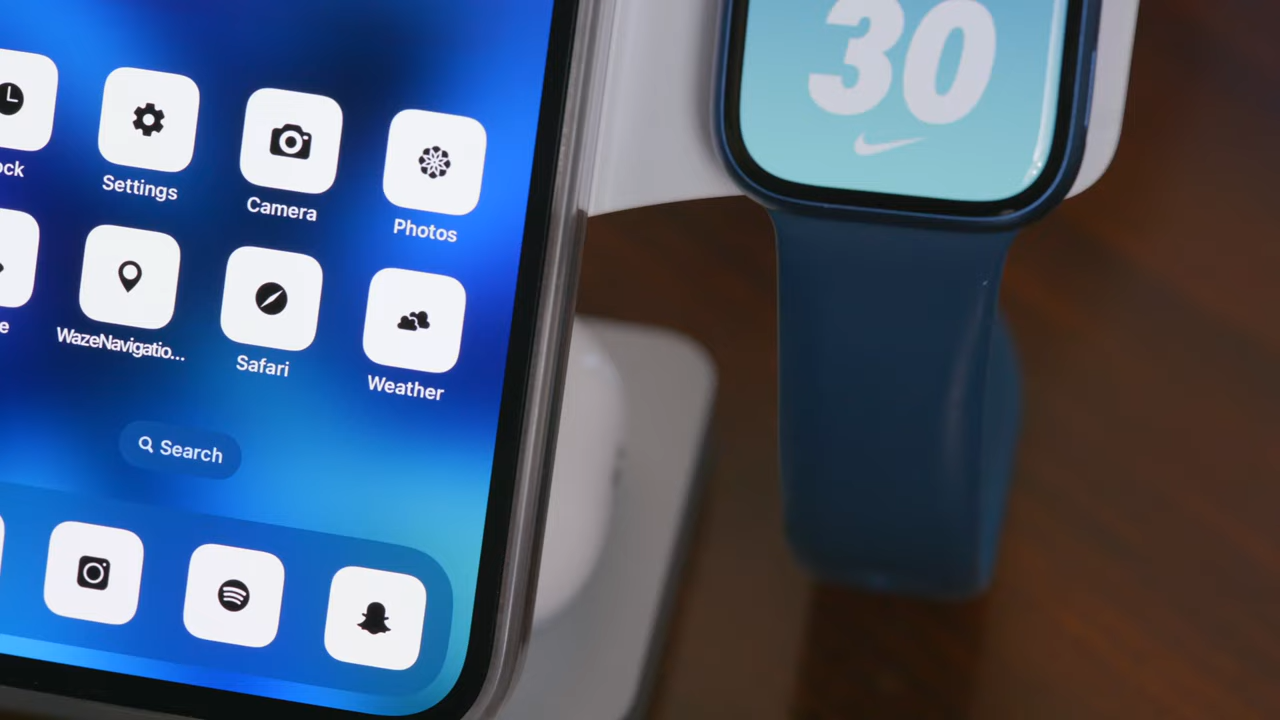 30
ock
Settings
Camera
Photos
e
WazeNavigatio...
Safari
Weather
Search